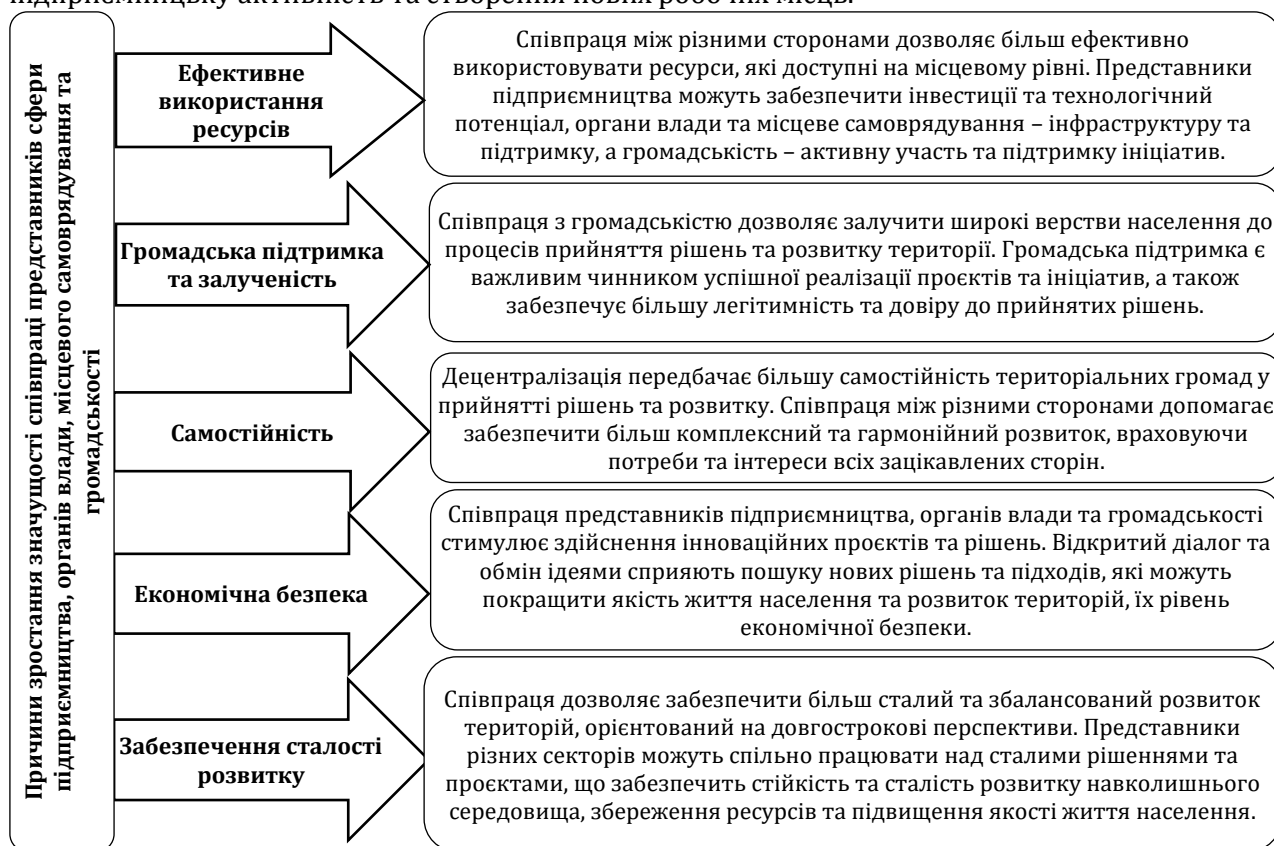 підприємницьку активність та створення нових робочих місць.
Причини зростання значущості співпраці представників сфери
підприємництва, органів влади, місцевого самоврядування та
громадськості
Ефективне
використання
ресурсів
Співпраця між різними сторонами дозволяє більш ефективно
використовувати ресурси, які доступні на місцевому рівні. Представники
підприємництва можуть забезпечити інвестиції та технологічний
потенціал, органи влади та місцеве самоврядування – інфраструктуру та
підтримку, а громадськість – активну участь та підтримку ініціатив.
Громадська підтримка
та залученість
Співпраця з громадськістю дозволяє залучити широкі верстви населення до
процесів прийняття рішень та розвитку території. Громадська підтримка є
важливим чинником успішної реалізації проєктів та ініціатив, а також
забезпечує більшу легітимність та довіру до прийнятих рішень.
Самостійність
Децентралізація передбачає більшу самостійність територіальних громад у
прийнятті рішень та розвитку. Співпраця між різними сторонами допомагає
забезпечити більш комплексний та гармонійний розвиток, враховуючи
потреби та інтереси всіх зацікавлених сторін.
Економічна безпека
Співпраця представників підприємництва, органів влади та громадськості
стимулює здійснення інноваційних проєктів та рішень. Відкритий діалог та
обмін ідеями сприяють пошуку нових рішень та підходів, які можуть
покращити якість життя населення та розвиток територій, їх рівень
економічної безпеки.
Забезпечення сталості
розвитку
Співпраця дозволяє забезпечити більш сталий та збалансований розвиток
територій, орієнтований на довгострокові перспективи. Представники
різних секторів можуть спільно працювати над сталими рішеннями та
проєктами, що забезпечить стійкість та сталість розвитку навколишнього
середовища, збереження ресурсів та підвищення якості життя населення.